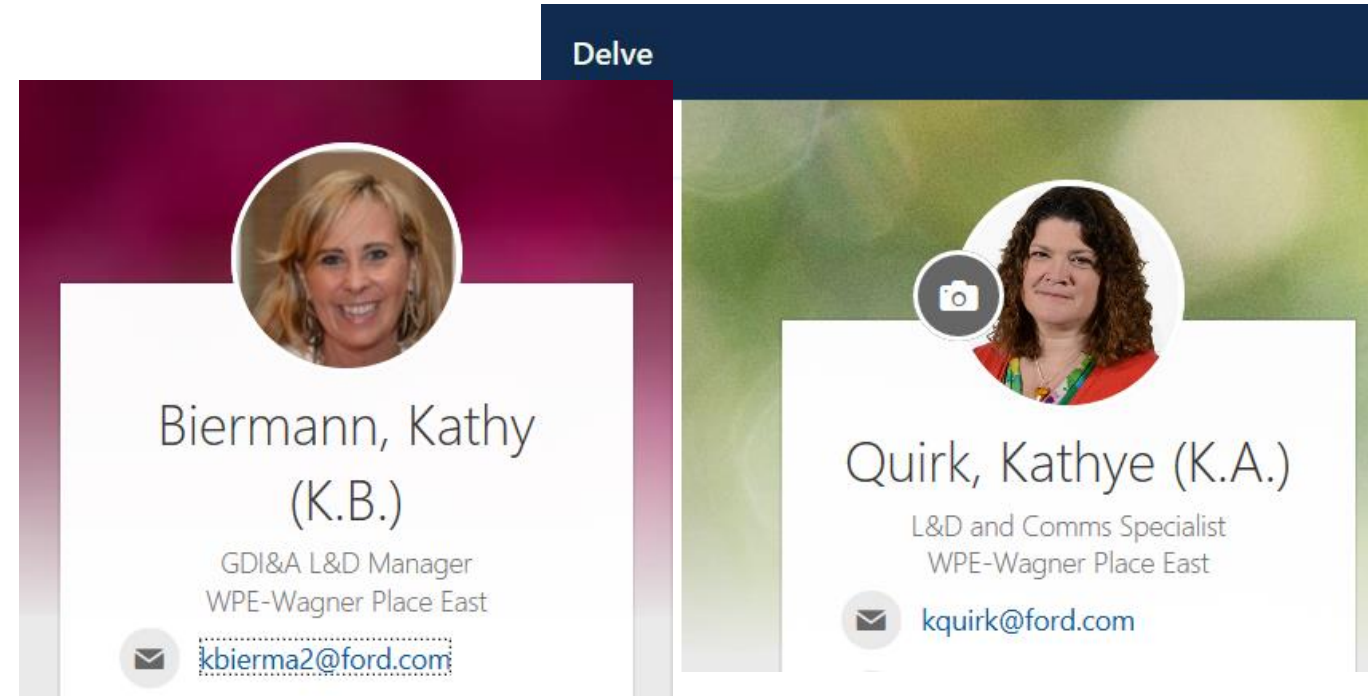 Delve
Biermann, Kathy
(K.B.)
GDI&A L&D Manager
WPE-Wagner Place East
kbierma2@ford.com
Quirk, Kathye (K.A.)
L&D and Comms Specialist
WPE-Wagner Place East
kquirk@ford.com